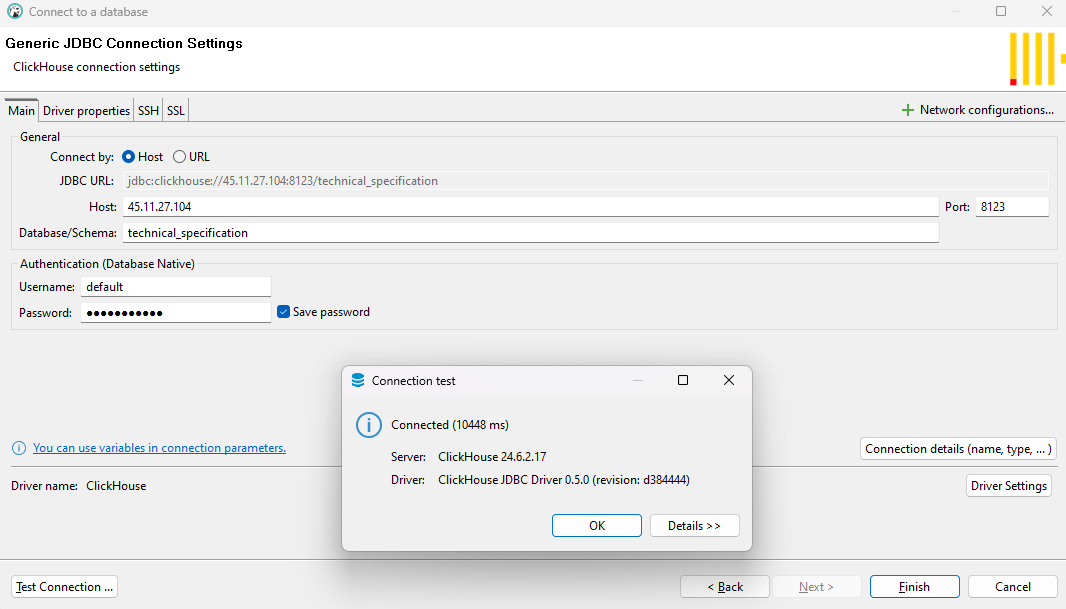 Connect to a database
Generic JDBC Connection Settings
ClickHouse connection settings
Main Driver properties SSH SSL Network configurations...
General
Connect by: Host URL
JDBC URL: jdbc:clickhouse://45.11.27.104:8123/technical_specification
Host: 45.11.27.104 Port: 8123
Database/Schema: technical_specification
Authentication (Database Native)
Username: default
Password: ●●●●●●●●●●● Save password
Connection test
Connected (10448 ms)
Server: ClickHouse 24.6.2.17
Driver: ClickHouse JDBC Driver 0.5.0 (revision: d384444)
OK Details >>
You can use variables in connection parameters. Connection details (name, type, ... )
Driver name: ClickHouse Driver Settings
Test Connection ... < Back Next > Finish Cancel